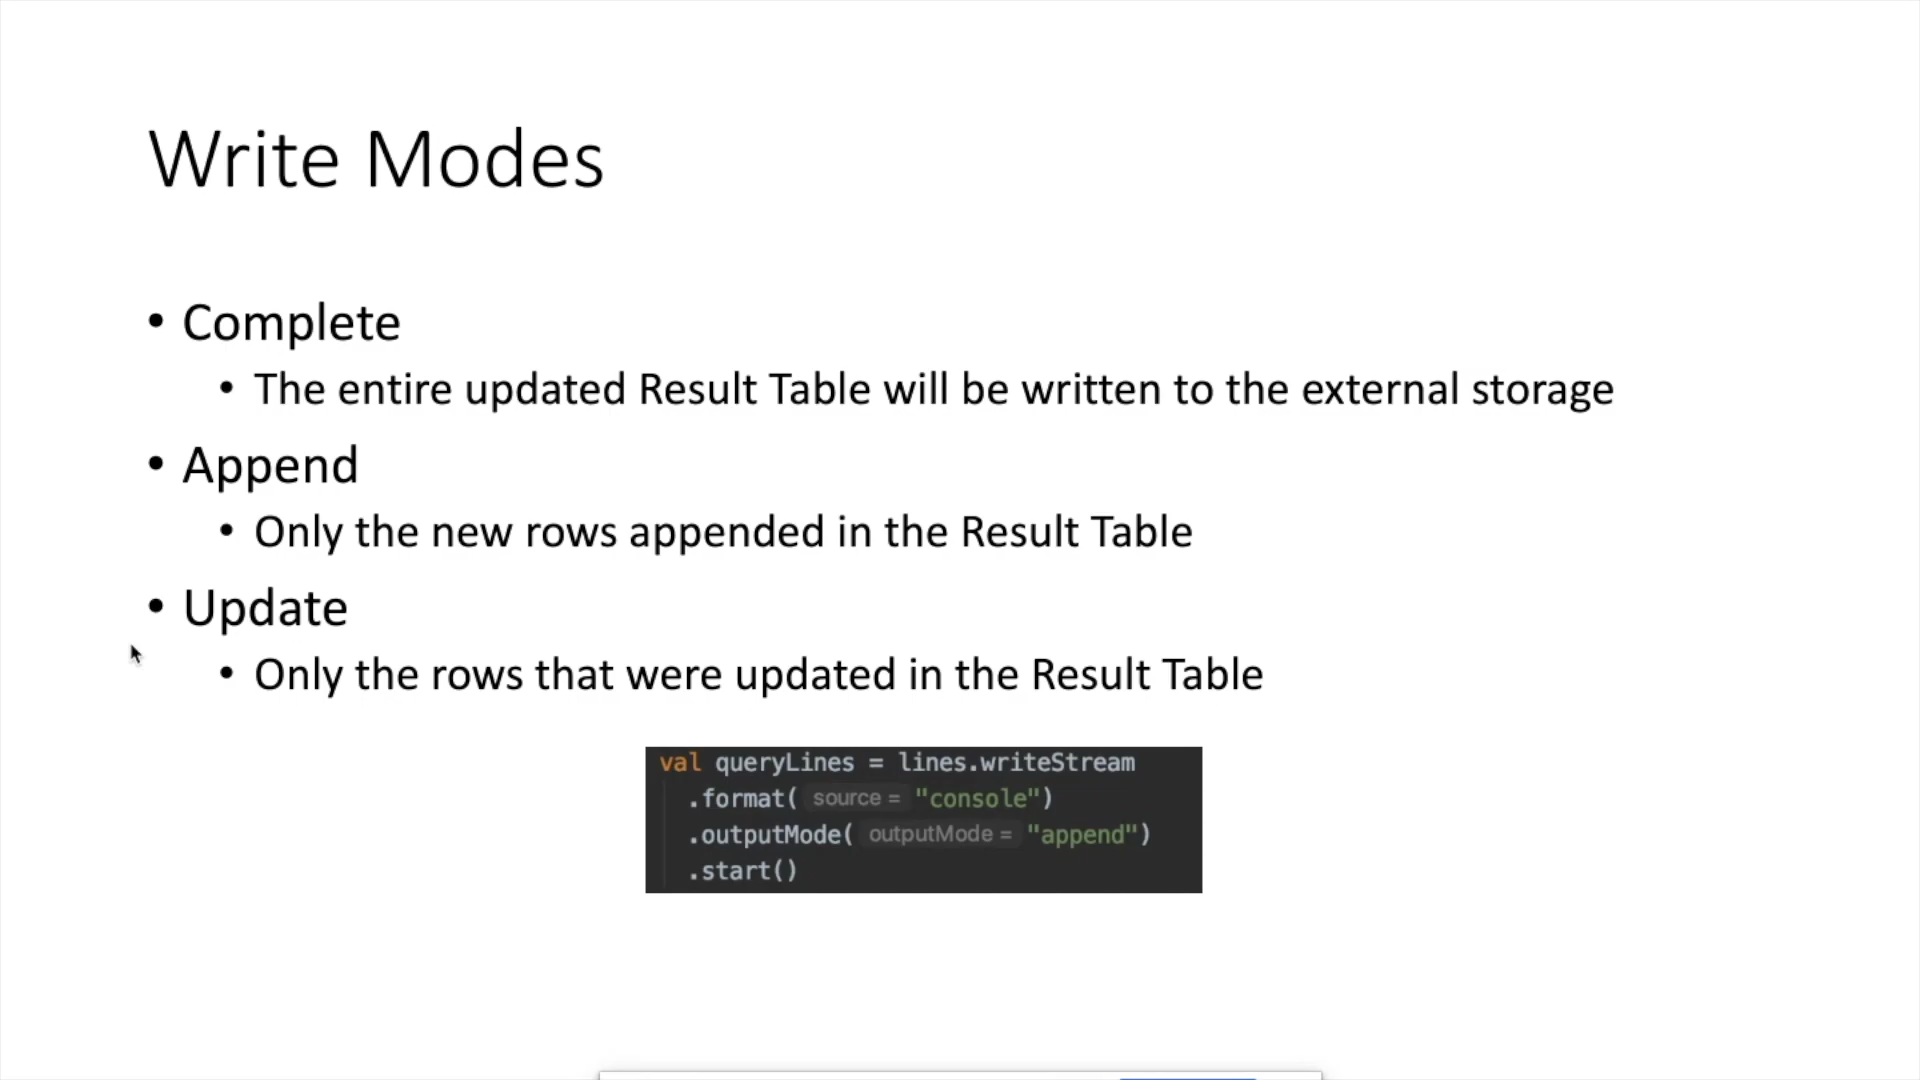 Write Modes
• Complete
• The entire updated Result Table will be written to the external storage
• Append
• Only the new rows appended in the Result Table
• Update
• Only the rows that were updated in the Result Table
val queryLines = lines.writeStream
.format( source = "console")
.outputMode( outputMode = "append")
.start()